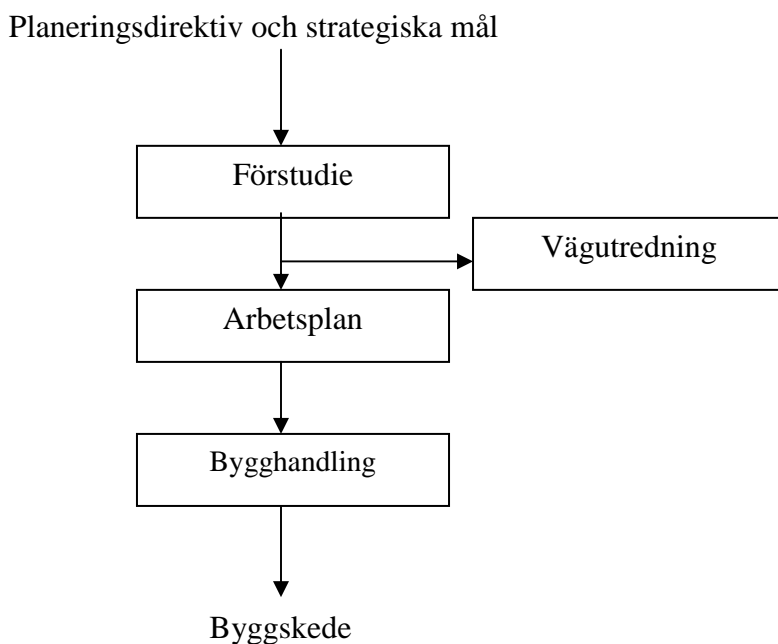 Planeringsdirektiv och strategiska mål
Förstudie
Vägutredning
Arbetsplan
Bygghandling
Byggskede